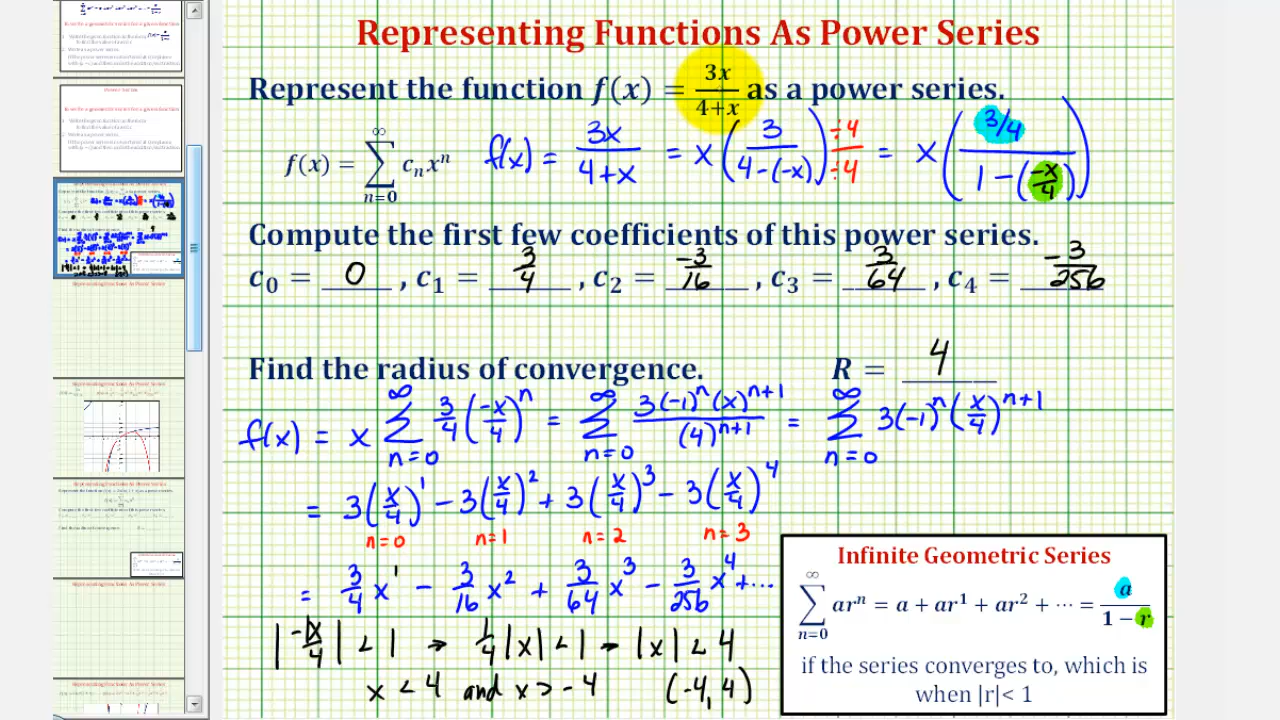 Representing Functions As Power Series
Represent the function f(x) = 3x/(4+x) as a power series.
f(x) = ∑_{n=0}^{∞} c_n x^n    f(x) = 3x/(4+x) = x (3/(4-(-x))) ÷4/÷4 = x ((3/4)/(1-(-x/4)))
Compute the first few coefficients of this power series.
c_0 = 0 , c_1 = 3/4 , c_2 = -3/16 , c_3 = 3/64 , c_4 = -3/256
Find the radius of convergence. R = 4
f(x) = x ∑_{n=0}^{∞} 3/4 (-x/4)^n = ∑_{n=0}^{∞} 3(-1)^n (x)^{n+1}/(4)^{n+1} = ∑_{n=0}^{∞} 3(-1)^n (x/4)^{n+1}
= 3(x/4)^1 - 3(x/4)^2 + 3(x/4)^3 - 3(x/4)^4
n=0 n=1 n=2 n=3
= 3/4 x^1 - 3/16 x^2 + 3/64 x^3 - 3/256 x^4 + ...
|-x/4| < 1 → 1/4 |x| < 1 → |x| < 4
x < 4 and x > -4 (-4, 4)
Infinite Geometric Series
∑_{n=0}^{∞} ar^n = a + ar^1 + ar^2 + ⋯ = a/(1-r)
if the series converges to, which is
when |r|< 1